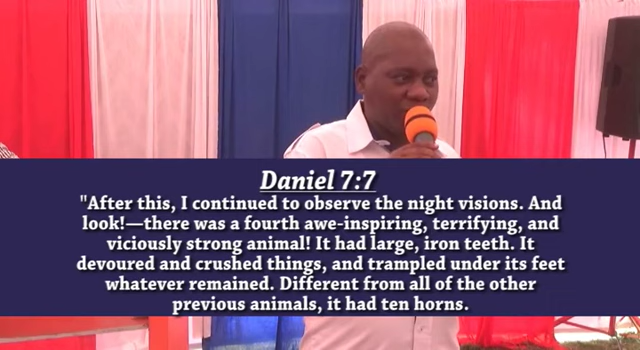 Daniel 7:7
"After this, I continued to observe the night visions. And
look!—there was a fourth awe-inspiring, terrifying, and
viciously strong animal! It had large, iron teeth. It
devoured and crushed things, and trampled under its feet
whatever remained. Different from all of the other
previous animals, it had ten horns.